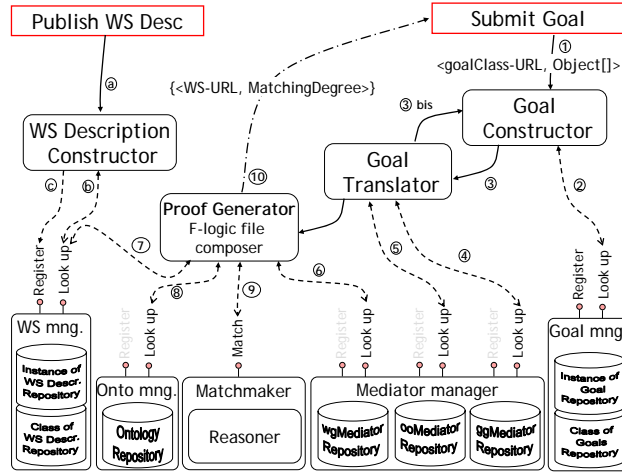 Publish WS Desc
Submit Goal
①
<goalClass-URL, Object[]>
ⓐ
{<WS-URL, MatchingDegree>}
③ bis
WS Description
Constructor
Goal
Constructor
Goal
Translator
ⓒ
ⓑ
⑩
③
②
Proof Generator
F-logic file
composer
⑦
⑤
④
⑧
⑨
⑥
Register
Look up
Register
Look up
Match
Register
Look up
Register
Look up
Register
Look up
Register
Look up
WS mng.
Instance of
WS Descr.
Repository
Class of
WS Descr.
Repository
Onto mng.
Ontology
Repository
Matchmaker
Reasoner
Mediator manager
wgMediator
Repository
ooMediator
Repository
ggMediator
Repository
Goal mng.
Instance of
Goal
Repository
Class of
Goals
Repository